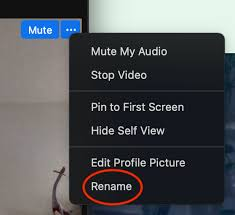 Mute ...
Mute My Audio
Stop Video
Pin to First Screen
Hide Self View
Edit Profile Picture
Rename